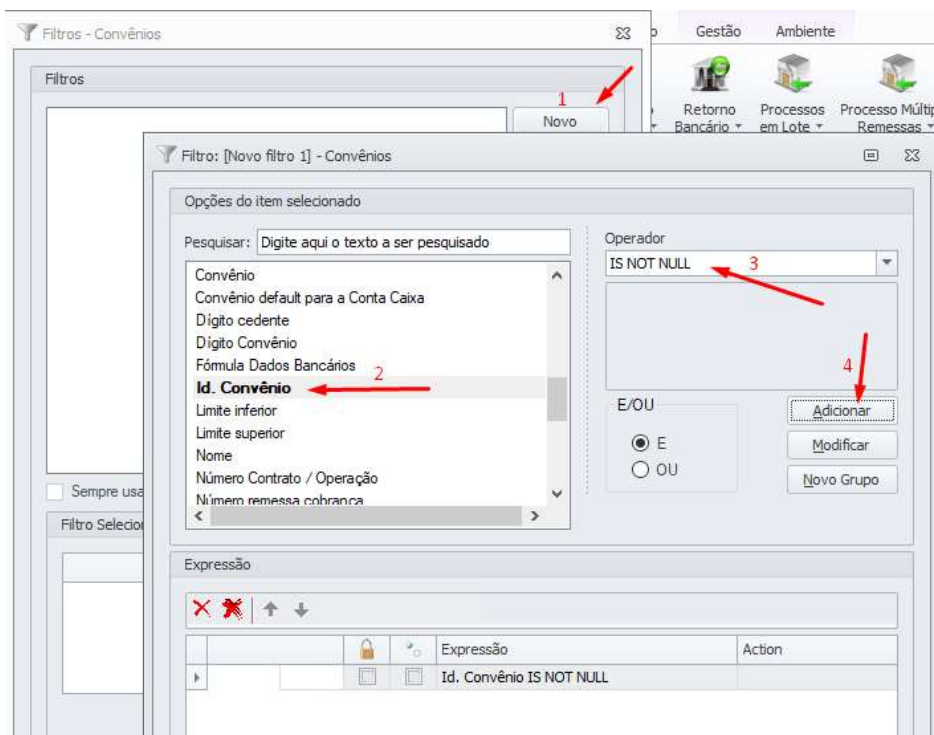 Filtros - Convênios
Gestão
Ambiente
Filtros
1
Novo
Retorno
Bancário
Processos
em Lote
Processo Múltip
Remessas
Filtro: [Novo filtro 1] - Convênios
Opções do item selecionado
Pesquisar: Digite aqui o texto a ser pesquisado
Operador
IS NOT NULL
3
Convênio
Convênio default para a Conta Caixa
Dígito cedente
Dígito Convênio
Fórmula Dados Bancários
2
Id. Convênio
Limite inferior
Limite superior
Nome
Número Contrato / Operação
Número remessa cobrança
4
E/OU
E
OU
Adicionar
Modificar
Novo Grupo
Sempre usa
Filtro Selecion
Expressão
Expressão
Action
Id. Convênio IS NOT NULL